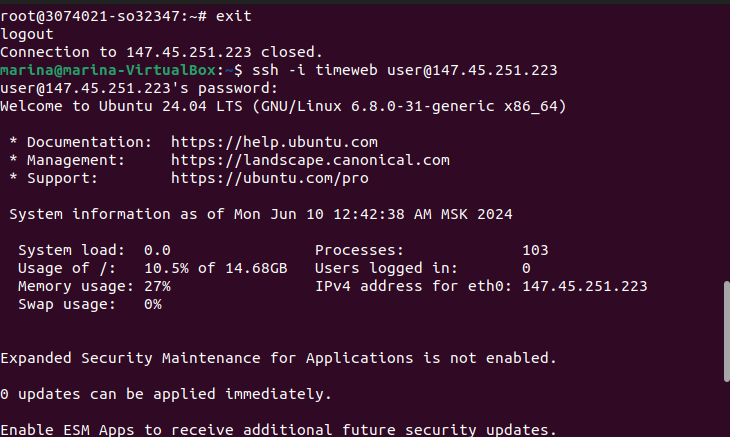 root@3074021-so32347:~# exit
logout
Connection to 147.45.251.223 closed.
marina@marina-VirtualBox:~$ ssh -i timeweb user@147.45.251.223
user@147.45.251.223's password:
Welcome to Ubuntu 24.04 LTS (GNU/Linux 6.8.0-31-generic x86_64)
* Documentation: https://help.ubuntu.com
* Management: https://landscape.canonical.com
* Support: https://ubuntu.com/pro
System information as of Mon Jun 10 12:42:38 AM MSK 2024
System load: 0.0 Processes: 103
Usage of /: 10.5% of 14.68GB Users logged in: 0
Memory usage: 27% IPv4 address for eth0: 147.45.251.223
Swap usage: 0%
Expanded Security Maintenance for Applications is not enabled.
0 updates can be applied immediately.
Enable ESM Apps to receive additional future security updates.